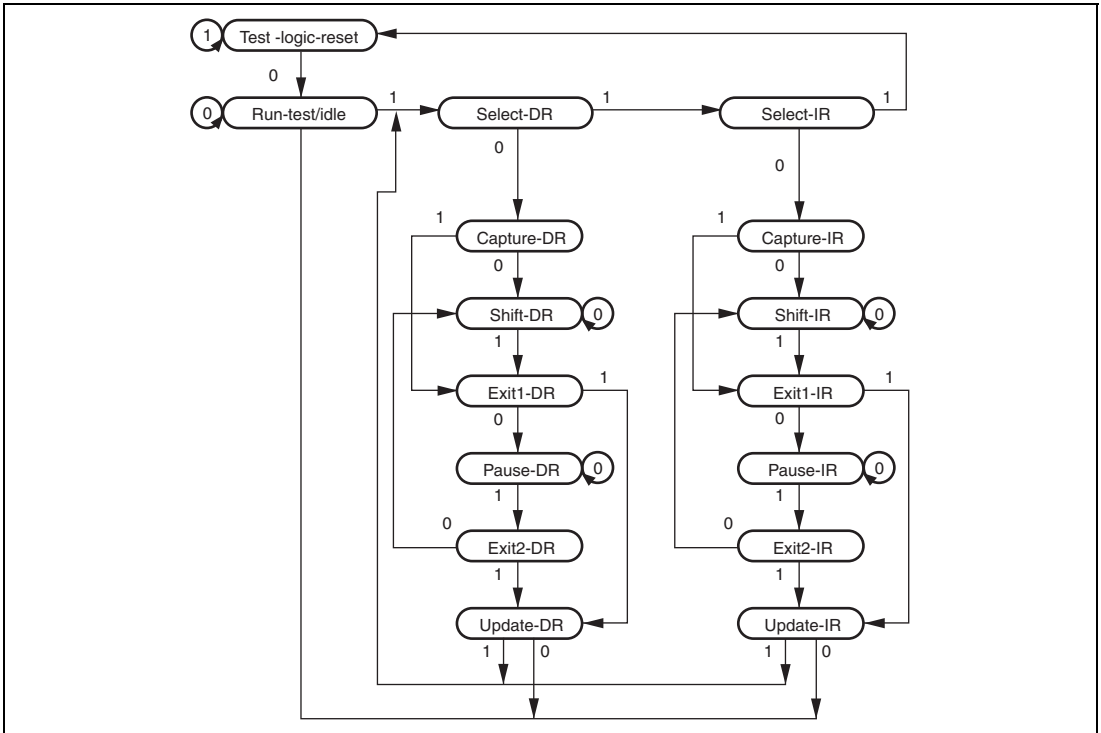 1 Test -logic-reset
0
0 Run-test/idle 1 Select-DR 1 Select-IR 1
0 0
1 1
Capture-DR Capture-IR
0 0
Shift-DR 0 Shift-IR 0
1 1
Exit1-DR 1 Exit1-IR 1
0 0
Pause-DR 0 Pause-IR 0
1 1
0 0
Exit2-DR Exit2-IR
1 1
Update-DR Update-IR
1 0 1 0